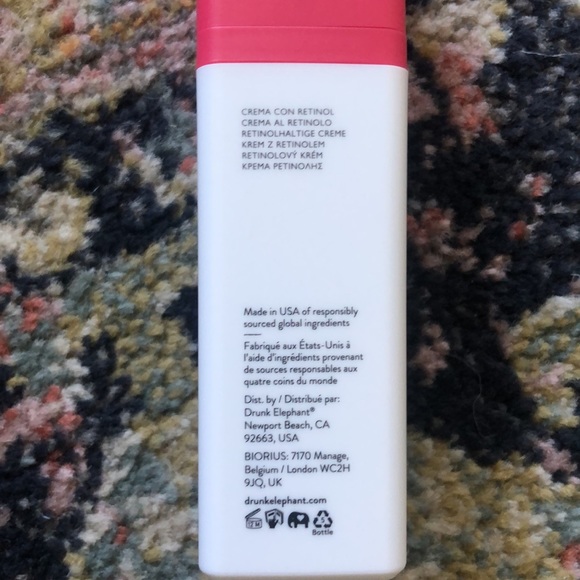 CREMA CON RETINOL
CREMA AL RETINOLO
RETINOLHALTIGE CREME
KREM Z RETINOLEM
RETINOLOVÝ KRÉM
ΚΡΕΜΑ ΡΕΤΙΝΟΛΗΣ
Made in USA of responsibly
sourced global ingredients
Fabriqué aux États-Unis à
l'aide d'ingrédients provenant
de sources responsables aux
quatre coins du monde
Dist. by / Distribué par:
Drunk Elephant®
Newport Beach, CA
92663, USA
BIORIUS: 7170 Manage,
Belgium / London WC2H
9JQ, UK
drunkelephant.com
Bottle